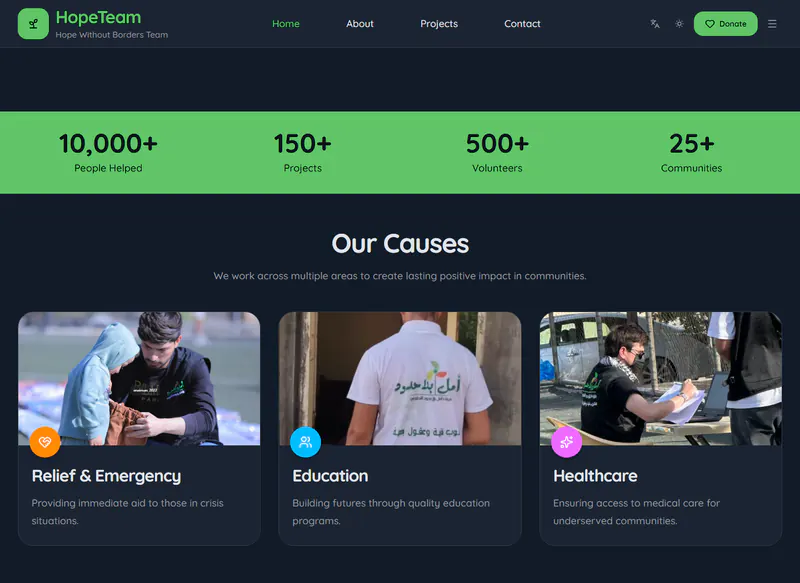 HopeTeam
Hope Without Borders Team
Home About Projects Contact
Donate
10,000+ 150+ 500+ 25+
People Helped Projects Volunteers Communities
Our Causes
We work across multiple areas to create lasting positive impact in communities.
أمل بلا حدود
Relief & Emergency
Providing immediate aid to those in crisis
situations.
Education
Building futures through quality education
programs.
Healthcare
Ensuring access to medical care for
underserved communities.